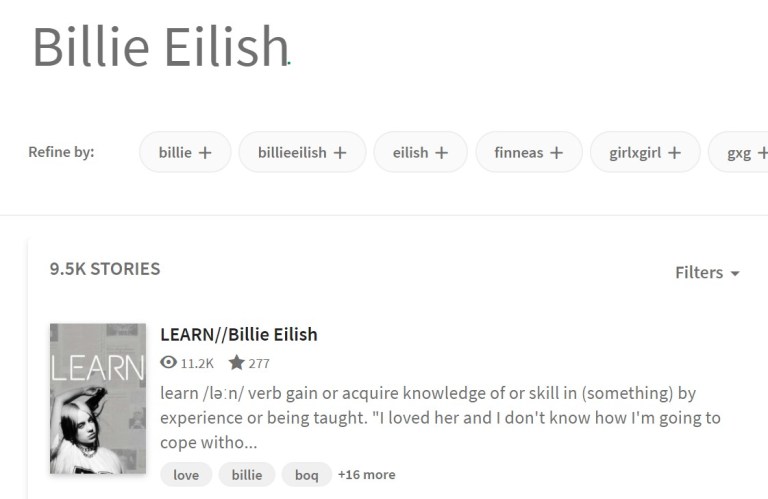 Billie Eilish.
Refine by: billie + billieeilish + eilish + finneas + girlxgirl + gxg +
9.5K STORIES
Filters
LEARN
LEARN//Billie Eilish
11.2K 277
learn /ləːn/ verb gain or acquire knowledge of or skill in (something) by
experience or being taught. "I loved her and I don't know how I'm going to
cope witho...
love billie boq +16 more